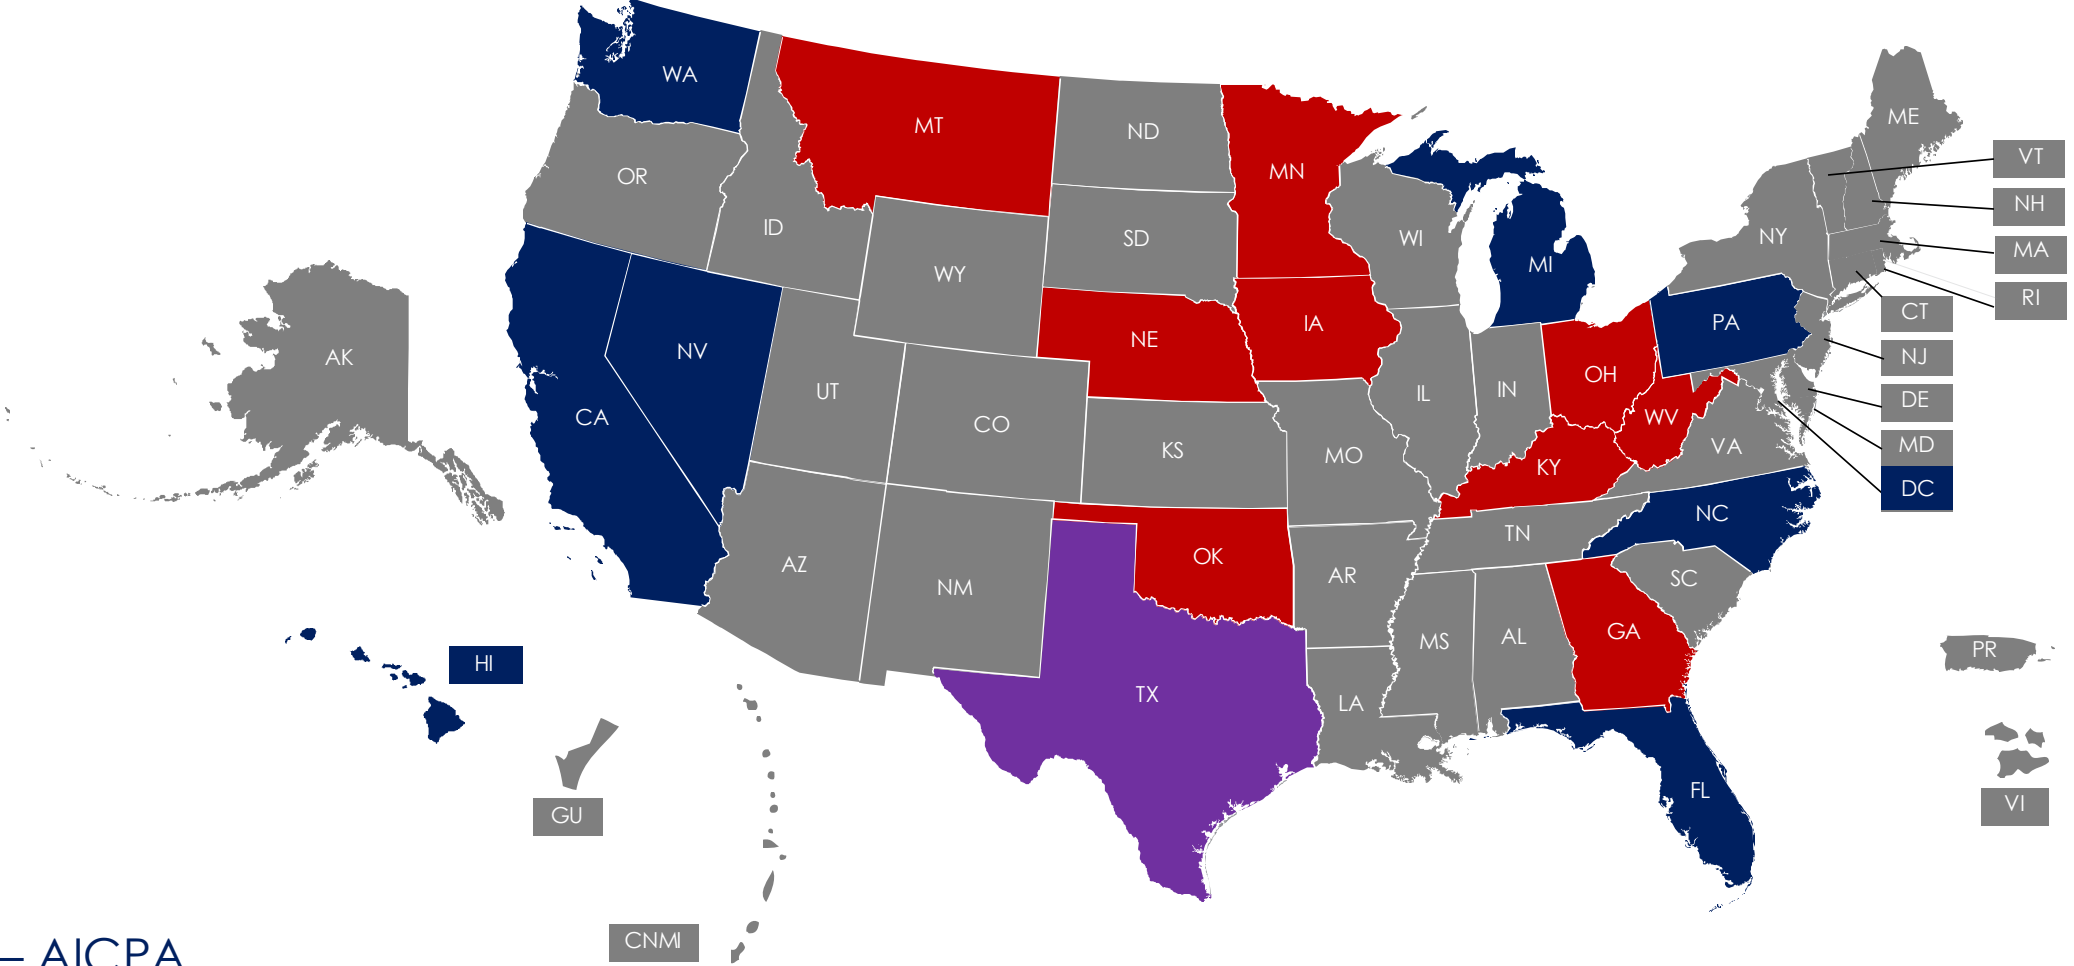 WA
MT
ND
MN
ME
VT
OR
ID
SD
WI
MI
NY
NH
MA
RI
WY
NE
IA
PA
CT
NV
AK
CA
UT
CO
KS
MO
IL
IN
OH
WV
VA
KY
NJ
DE
MD
DC
NC
TN
SC
AZ
NM
OK
AR
MS
AL
GA
HI
TX
LA
FL
PR
VI
GU
CNMI
– AICPA